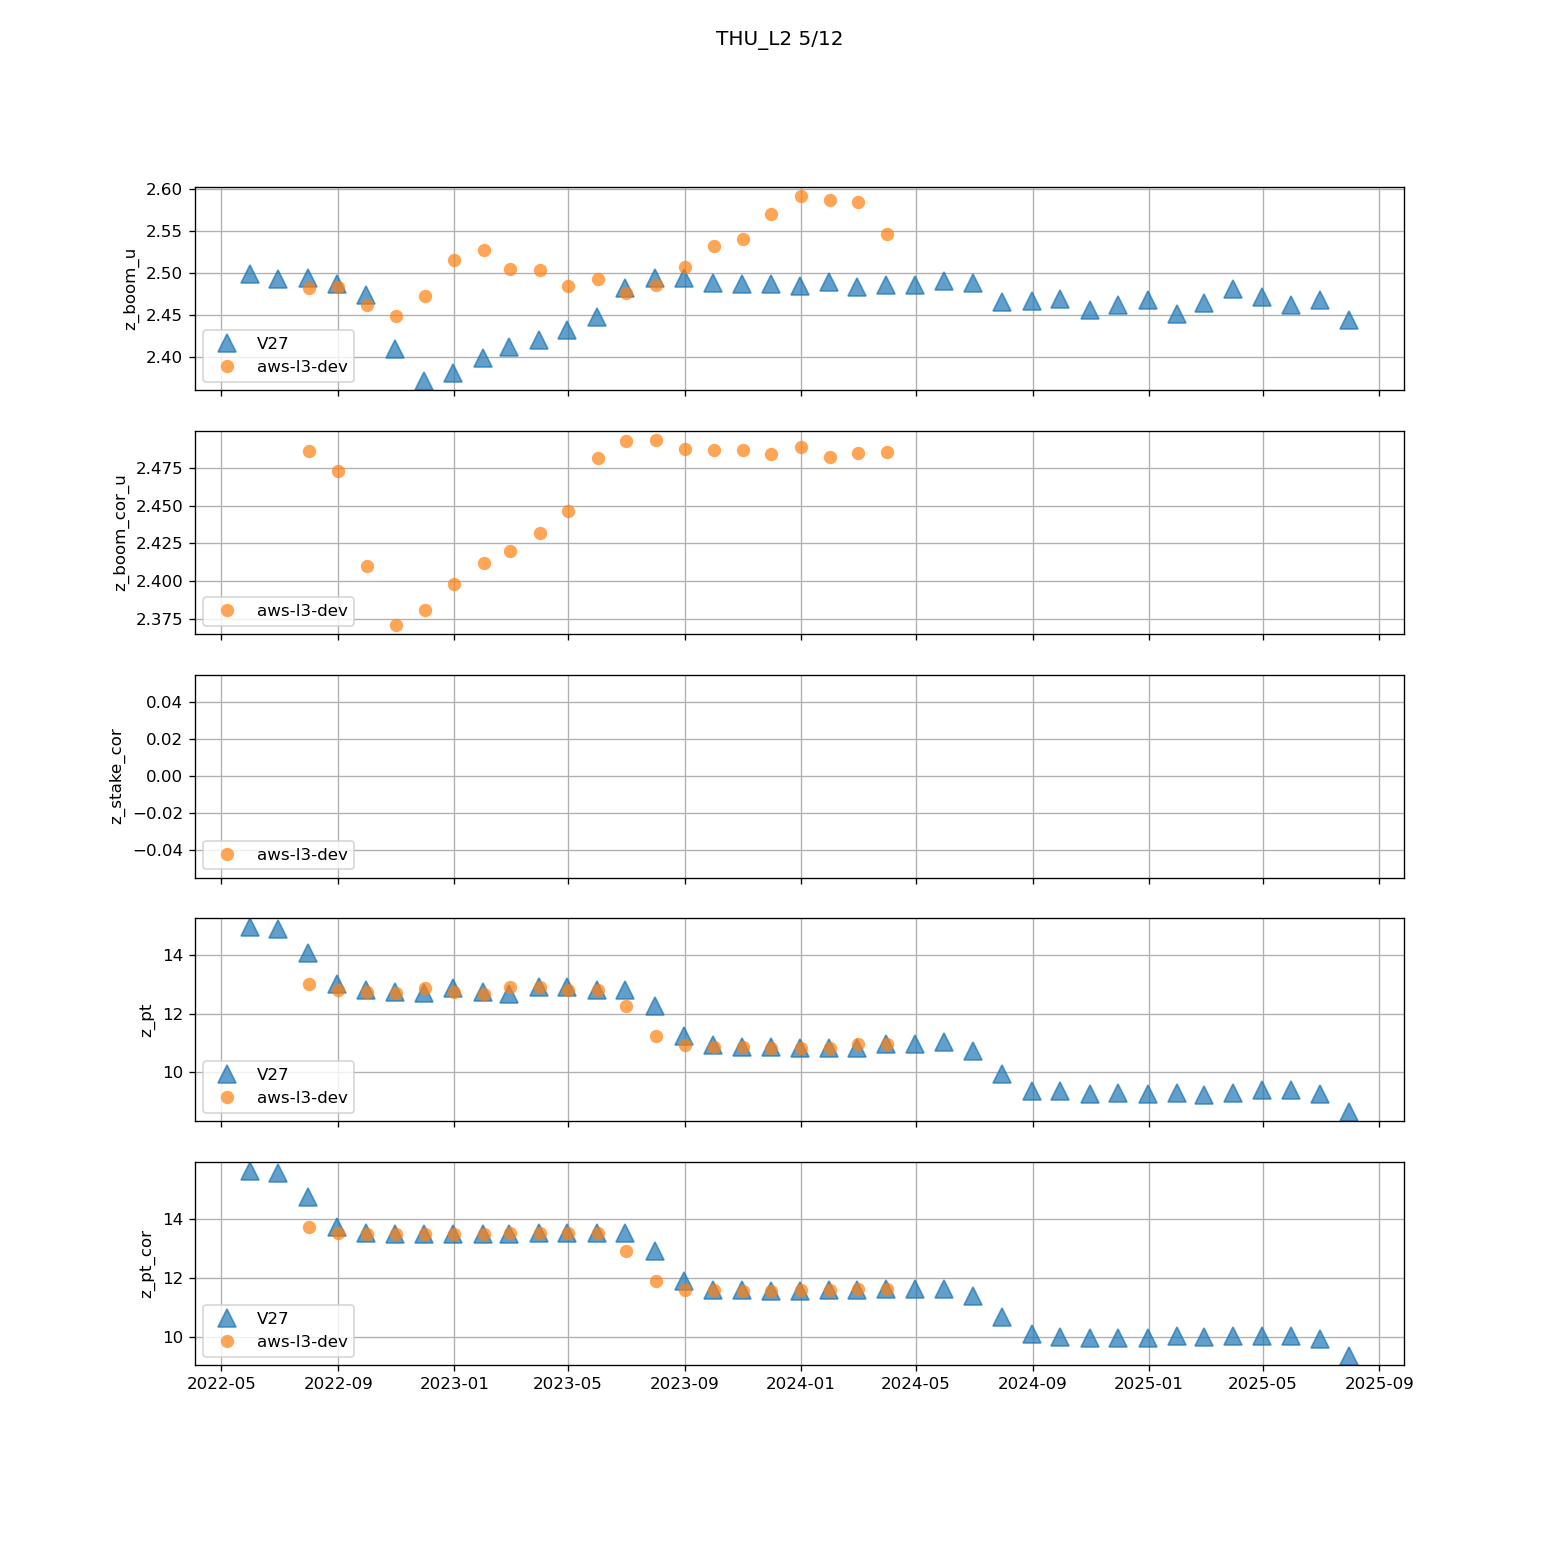 THU_L2 5/12
z_boom_u
2.60
2.55
2.50
2.45
2.40
V27
aws-l3-dev
z_boom_cor_u
2.475
2.450
2.425
2.400
2.375
aws-l3-dev
z_stake_cor
0.04
0.02
0.00
−0.02
−0.04
aws-l3-dev
z_pt
14
12
10
V27
aws-l3-dev
z_pt_cor
14
12
10
V27
aws-l3-dev
2022-05 2022-09 2023-01 2023-05 2023-09 2024-01 2024-05 2024-09 2025-01 2025-05 2025-09